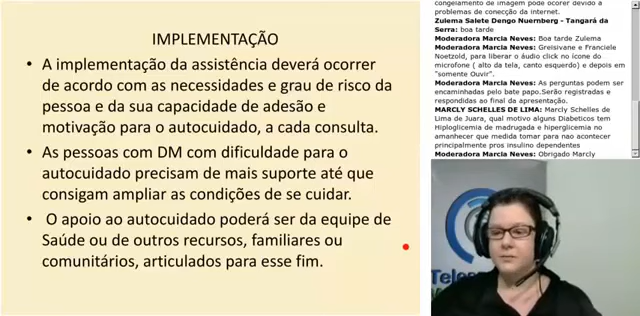 IMPLEMENTAÇÃO
• A implementação da assistência deverá ocorrer
de acordo com as necessidades e grau de risco da
pessoa e da sua capacidade de adesão e
motivação para o autocuidado, a cada consulta.
• As pessoas com DM com dificuldade para o
autocuidado precisam de mais suporte até que
consigam ampliar as condições de se cuidar.
• O apoio ao autocuidado poderá ser da equipe de
Saúde ou de outros recursos, familiares ou
comunitários, articulados para esse fim.
congelamento de imagem pode ocorer devido a
problemas de conecção da internet.
Zulema Salete Dengo Nuernberg - Tangará da
Serra: boa tarde
Moderadora Marcia Neves: Boa tarde Zulema
Moderadora Marcia Neves: Greisivane e Franciele
Noetzold, para liberar o áudio click no ícone do
microfone ( alto da tela, canto esquerdo) e depois em
"somente Ouvir".
Moderadora Marcia Neves: As perguntas podem ser
encaminhadas pelo bate papo.Serão registradas e
respondidas ao final da apresentação.
MARCLY SCHELLES DE LIMA: Marcly Schelles de
Lima de Juara, qual motivo alguns Diabeticos tem
Hiploglicemia de madrugada e hiperglicemia no
amanhecer que medida tomar para nao acontecer
principalmente pros insulino dependentes
Moderadora Marcia Neves: Obrigado Marcly